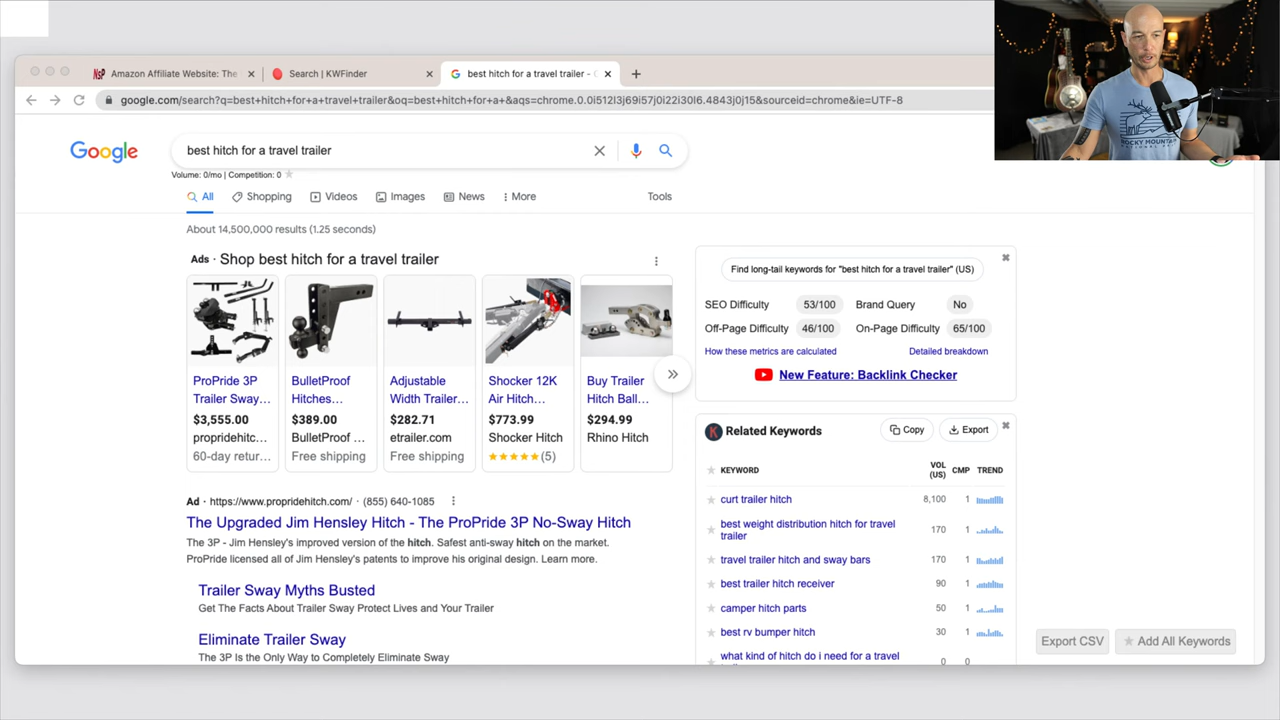 Amazon Affiliate Website: The
Search | KWFinder
best hitch for a travel trailer -
google.com/search?q=best+hitch+for+a+travel+trailer&oq=best+hitch+for+a+&aqs=chrome.0.0i512l3j69i57j0i22i30l6.4843j0j15&sourceid=chrome&ie=UTF-8
Google
best hitch for a travel trailer
Volume: 0/mo | Competition: 0
All
Shopping
Videos
Images
News
More
Tools
About 14,500,000 results (1.25 seconds)
Ads · Shop best hitch for a travel trailer
ProPride 3P
Trailer Sway...
$3,555.00
propridehitc...
60-day retur...
BulletProof
Hitches...
$389.00
BulletProof ...
Free shipping
Adjustable
Width Trailer...
$282.71
etrailer.com
Free shipping
Shocker 12K
Air Hitch...
$773.99
Shocker Hitch
(5)
Buy Trailer
Hitch Ball...
$294.99
Rhino Hitch
Ad · https://www.propridehitch.com/ · (855) 640-1085
The Upgraded Jim Hensley Hitch - The ProPride 3P No-Sway Hitch
The 3P - Jim Hensley's improved version of the hitch. Safest anti-sway hitch on the market.
ProPride licensed all of Jim Hensley's patents to improve his original design. Learn more.
Trailer Sway Myths Busted
Get The Facts About Trailer Sway Protect Lives and Your Trailer
Eliminate Trailer Sway
The 3P is the Only Way to Completely Eliminate Sway
Find long-tail keywords for "best hitch for a travel trailer" (US)
SEO Difficulty 53/100 Brand Query No
Off-Page Difficulty 46/100 On-Page Difficulty 65/100
How these metrics are calculated Detailed breakdown
New Feature: Backlink Checker
Related Keywords
Copy
Export
KEYWORD VOL (US) CMP TREND
curt trailer hitch 8,100 1
best weight distribution hitch for travel
trailer 170 1
travel trailer hitch and sway bars 170 1
best trailer hitch receiver 90 1
camper hitch parts 50 1
best rv bumper hitch 30 1
what kind of hitch do i need for a travel 0 0
Export CSV
Add All Keywords
ROCKY MOUNTAIN